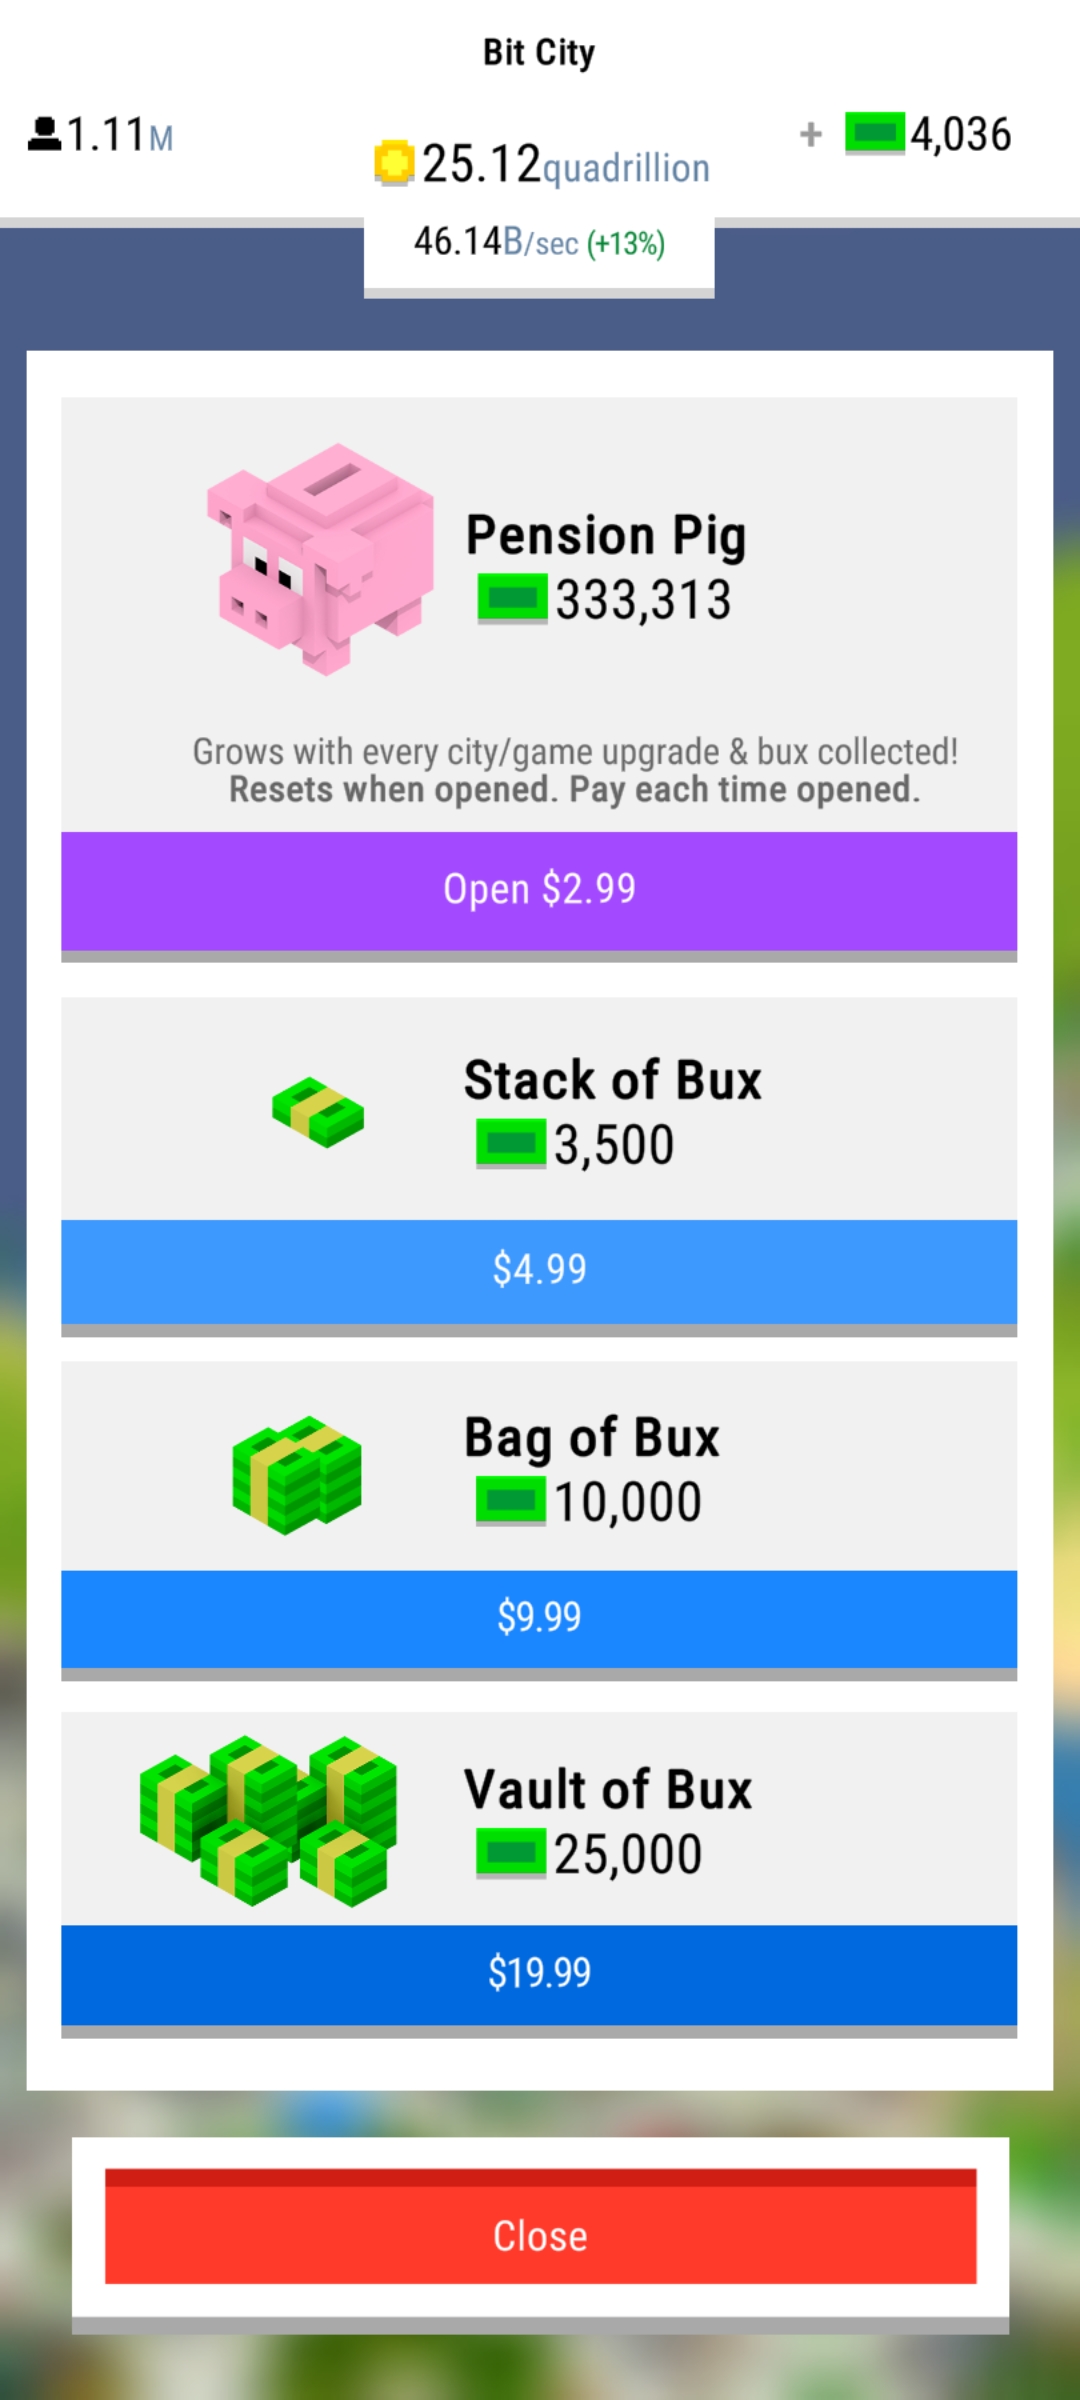 Bit City
1.11M
25.12quadrillion
+ 4,036
46.14B/sec (+13%)
Pension Pig
333,313
Grows with every city/game upgrade & bux collected!
Resets when opened. Pay each time opened.
Open $2.99
Stack of Bux
3,500
$4.99
Bag of Bux
10,000
$9.99
Vault of Bux
25,000
$19.99
Close